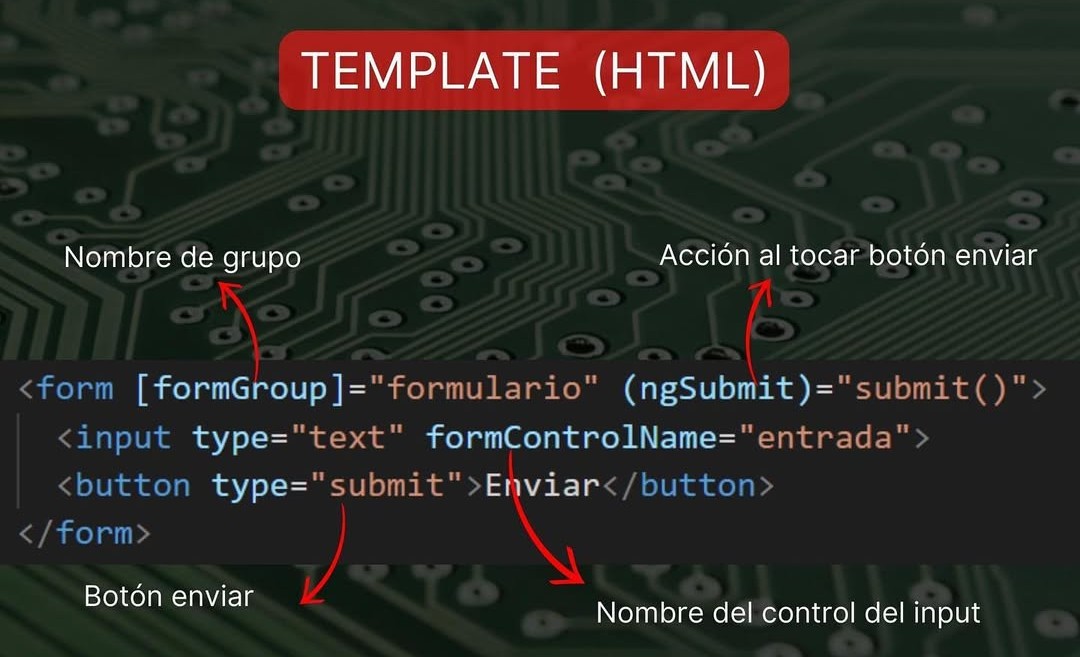 TEMPLATE (HTML)
Nombre de grupo
Acción al tocar botón enviar
<form [formGroup]="formulario" (ngSubmit)="submit()">
<input type="text" formControlName="entrada">
<button type="submit">Enviar</button>
</form>
Botón enviar
Nombre del control del input